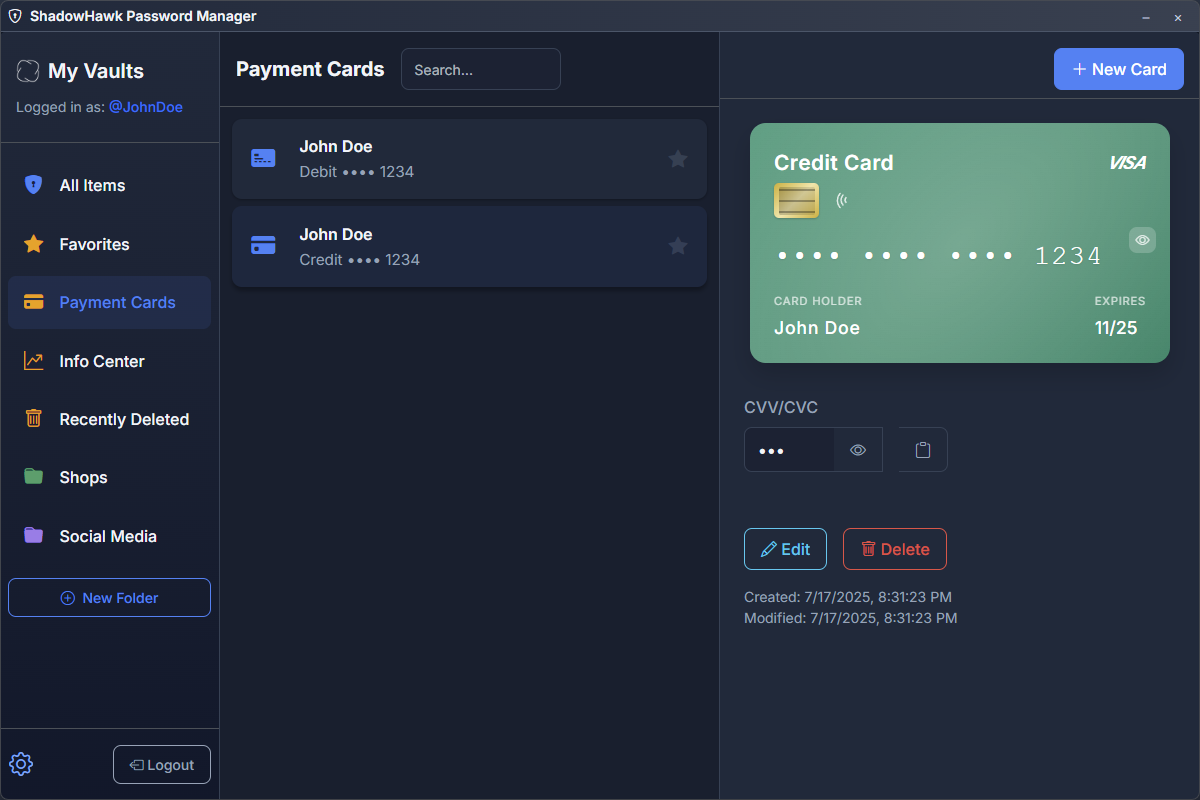 ShadowHawk Password Manager
My Vaults
Logged in as: @JohnDoe
All Items
Favorites
Payment Cards
Info Center
Recently Deleted
Shops
Social Media
New Folder
Logout
Payment Cards
Search...
John Doe
Debit •••• 1234
John Doe
Credit •••• 1234
+ New Card
Credit Card
VISA
•••• •••• •••• 1234
CARD HOLDER
EXPIRES
John Doe
11/25
CVV/CVC
•••
Edit
Delete
Created: 7/17/2025, 8:31:23 PM
Modified: 7/17/2025, 8:31:23 PM